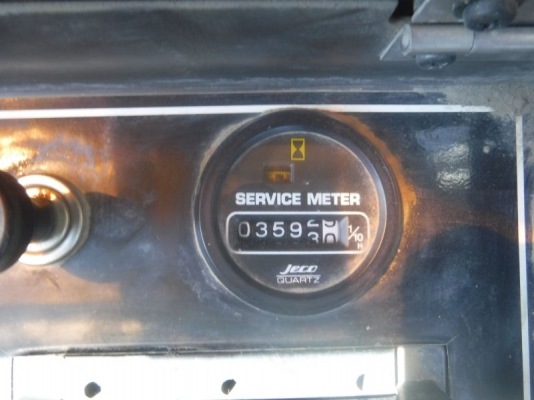 SERVICE METER
0359 1/10
Jeco
QUARTZ